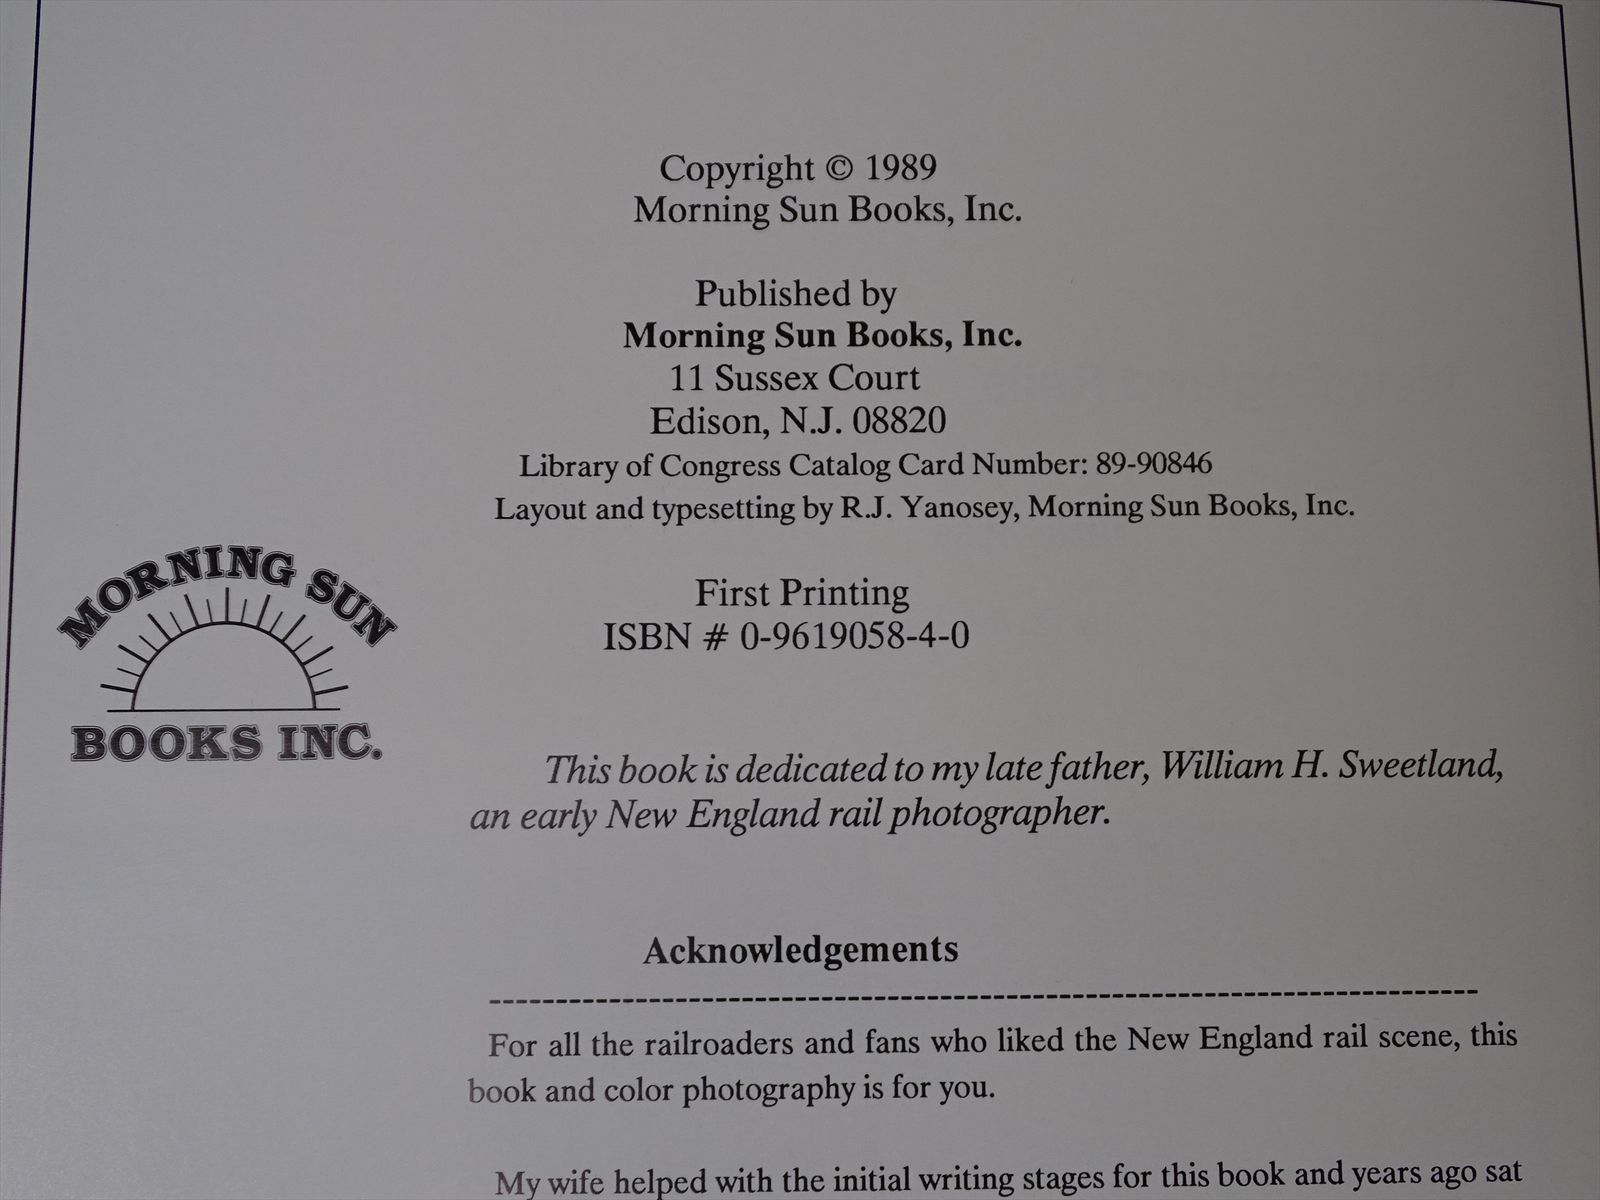 Copyright © 1989
Morning Sun Books, Inc.
Published by
Morning Sun Books, Inc.
11 Sussex Court
Edison, N.J. 08820
Library of Congress Catalog Card Number: 89-90846
Layout and typesetting by R.J. Yanosey, Morning Sun Books, Inc.
MORNING SUN
BOOKS INC.
First Printing
ISBN # 0-9619058-4-0
This book is dedicated to my late father, William H. Sweetland,
an early New England rail photographer.
Acknowledgements
For all the railroaders and fans who liked the New England rail scene, this
book and color photography is for you.
My wife helped with the initial writing stages for this book and years ago sat